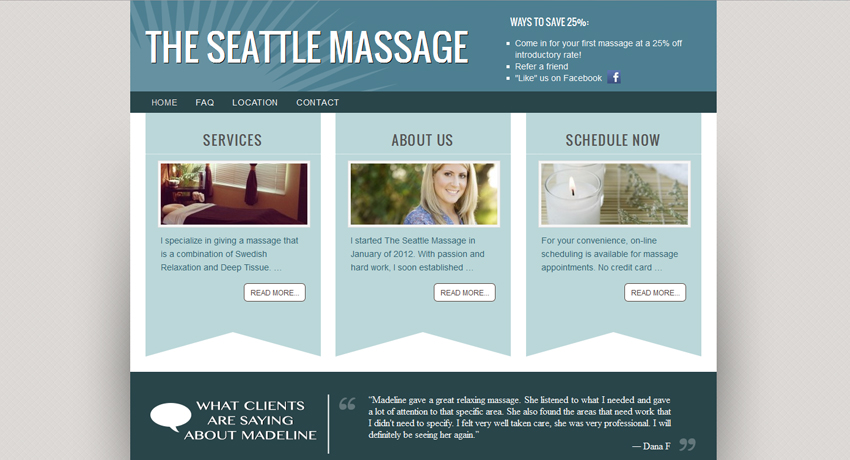 THE SEATTLE MASSAGE
WAYS TO SAVE 25%:
Come in for your first massage at a 25% off
introductory rate!
Refer a friend
"Like" us on Facebook f
HOME FAQ LOCATION CONTACT
SERVICES
I specialize in giving a massage that
is a combination of Swedish
Relaxation and Deep Tissue. …
READ MORE...
ABOUT US
I started The Seattle Massage in
January of 2012. With passion and
hard work, I soon established …
READ MORE...
SCHEDULE NOW
For your convenience, on-line
scheduling is available for massage
appointments. No credit card …
READ MORE...
WHAT CLIENTS
ARE SAYING
ABOUT MADELINE
“Madeline gave a great relaxing massage. She listened to what I needed and gave
a lot of attention to that specific area. She also found the areas that need work that
I didn't need to specify. I felt very well taken care, she was very professional. I will
definitely be seeing her again.”
— Dana F